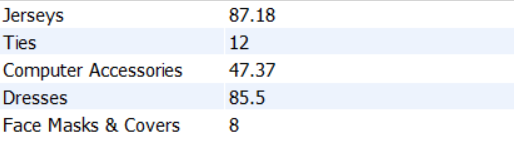 Jerseys 87.18
Ties 12
Computer Accessories 47.37
Dresses 85.5
Face Masks & Covers 8